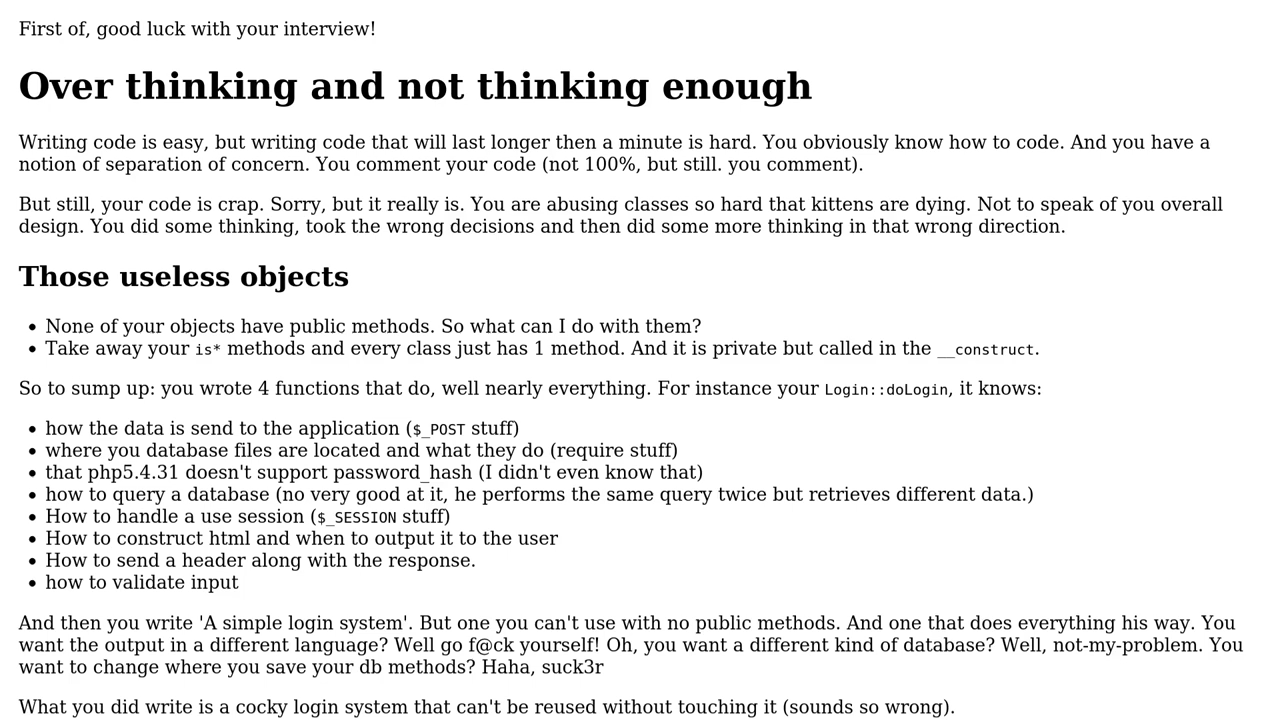 First of, good luck with your interview!
Over thinking and not thinking enough
Writing code is easy, but writing code that will last longer then a minute is hard. You obviously know how to code. And you have a
notion of separation of concern. You comment your code (not 100%, but still. you comment).
But still, your code is crap. Sorry, but it really is. You are abusing classes so hard that kittens are dying. Not to speak of you overall
design. You did some thinking, took the wrong decisions and then did some more thinking in that wrong direction.
Those useless objects
• None of your objects have public methods. So what can I do with them?
• Take away your is* methods and every class just has 1 method. And it is private but called in the __construct.
So to sump up: you wrote 4 functions that do, well nearly everything. For instance your Login::doLogin, it knows:
• how the data is send to the application ($_POST stuff)
• where you database files are located and what they do (require stuff)
• that php5.4.31 doesn't support password_hash (I didn't even know that)
• how to query a database (no very good at it, he performs the same query twice but retrieves different data.)
• How to handle a use session ($_SESSION stuff)
• How to construct html and when to output it to the user
• How to send a header along with the response.
• how to validate input
And then you write 'A simple login system'. But one you can't use with no public methods. And one that does everything his way. You
want the output in a different language? Well go f@ck yourself! Oh, you want a different kind of database? Well, not-my-problem. You
want to change where you save your db methods? Haha, suck3r
What you did write is a cocky login system that can't be reused without touching it (sounds so wrong).